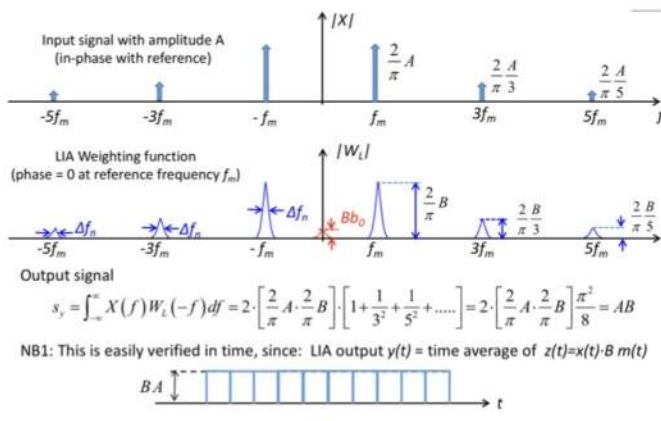 |X|
Input signal with amplitude A
(in-phase with reference)
2/π A
2/π A/3
2/π A/5
-5fm -3fm -fm fm 3fm 5fm f
LIA Weighting function
(phase = 0 at reference frequency fm)
|WL|
2/π B
2/π B/3
2/π B/5
Δfn Δfn Δfn Bb0
-5fm -3fm -fm fm 3fm 5fm
Output signal
sy = ∫_{-∞}^{∞} X(f)WL(-f)df = 2·[2/π A · 2/π B]·[1+1/3²+1/5²+.....]=2·[2/π A · 2/π B] π²/8 = AB
NB1: This is easily verified in time, since: LIA output y(t) = time average of z(t)=x(t)·B m(t)
BA
t